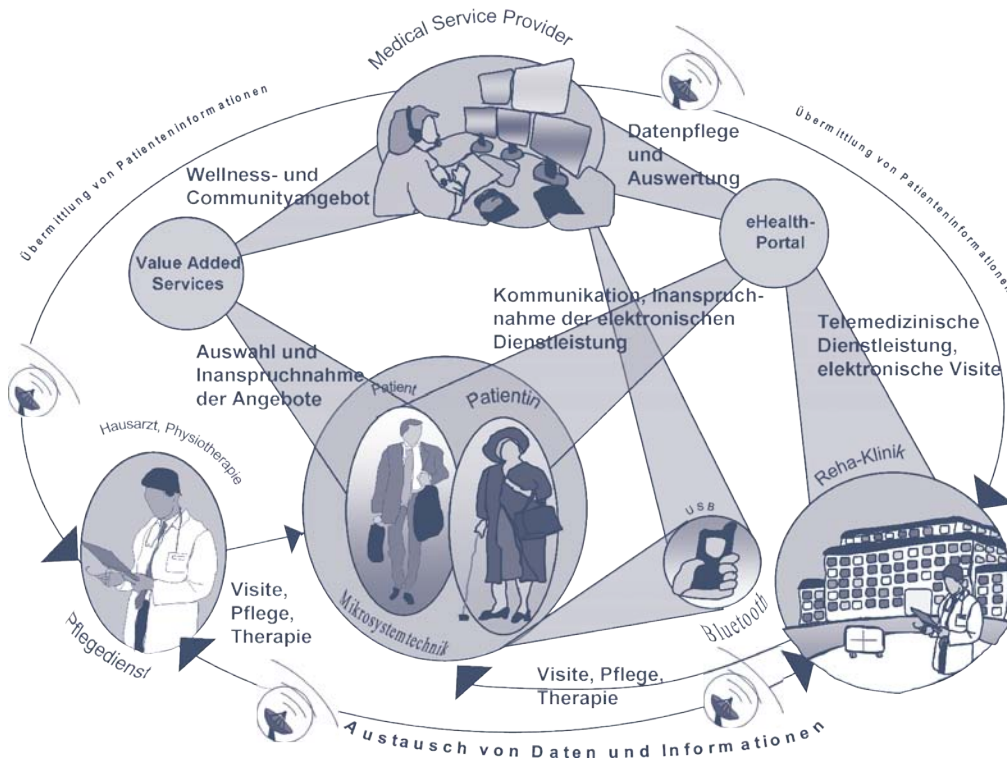 Medical Service Provider
Übermittlung von Patienteninformationen
Übermittlung von Patienteninformationen
Wellness- und
Communityangebot
Datenpflege
und
Auswertung
Value Added
Services
eHealth-
Portal
Kommunikation, Inanspruch-
nahme der elektronischen
Dienstleistung
Telemedizinische
Dienstleistung,
elektronische Visite
Auswahl und
Inanspruchnahme
der Angebote
Patient
Patientin
Hausarzt, Physiotherapie
Reha-Klinik
USB
Visite,
Pflege,
Therapie
Mikrosystemtechnik
Bluetooth
Pflegedienst
Visite, Pflege,
Therapie
Austausch von Daten und Informationen